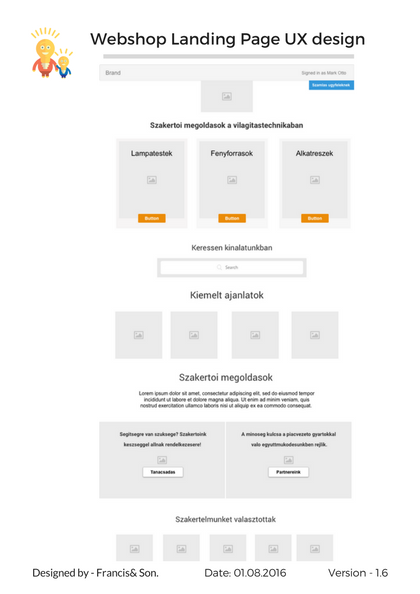 Webshop Landing Page UX design
Brand
Signed in as Mark Otto
Szakertoi megoldasok a vilagitastechnikaban
Lampatestek
Fenyforrasok
Alkatreszek
Button
Button
Button
Keressen kinalatunkban
Search
Kiemelt ajanlatok
Szakertoi megoldasok
Lorem ipsum dolor sit amet, consectetur adipiscing elit, sed do eiusmod tempor
incididunt ut labore et dolore magna aliqua. Ut enim ad minim veniam, quis
nostrud exercitation ullamco laboris nisi ut aliquip ex ea commodo consequat.
Segitsegre van szuksege? Szakertoink
keszseggel allnak rendelkezesere!
Tanacsadas
A minoseg kulcsa a piacvezeto gyartokkal
valo egyuttmukodesunkben rejlik.
Partnereink
Szakertelmunket valasztottak
Designed by - Francis& Son.
Date: 01.08.2016
Version - 1.6